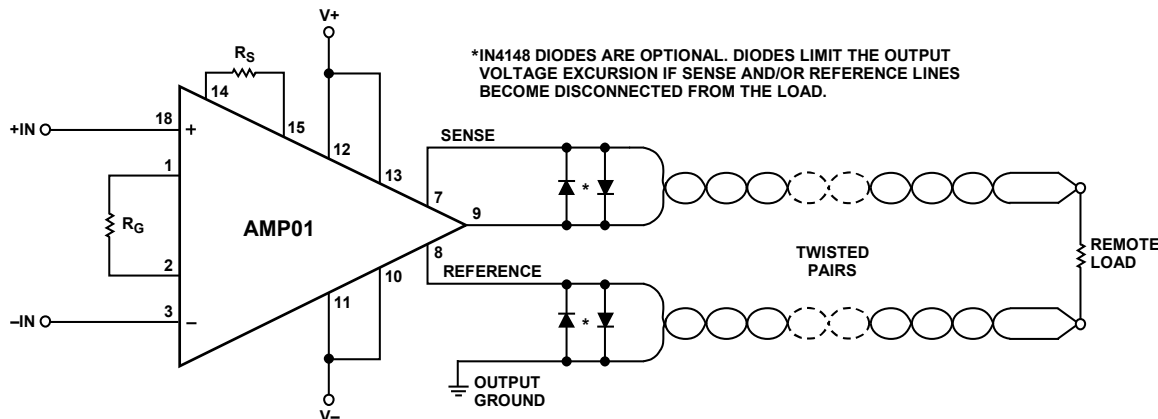 V+
RS
*IN4148 DIODES ARE OPTIONAL. DIODES LIMIT THE OUTPUT
VOLTAGE EXCURSION IF SENSE AND/OR REFERENCE LINES
BECOME DISCONNECTED FROM THE LOAD.
14
15
+IN
18
+
12
SENSE
1
13
7
*
RG
AMP01
9
2
8
REFERENCE
TWISTED
PAIRS
REMOTE
LOAD
10
11
–IN
3
–
*
OUTPUT
GROUND
V–